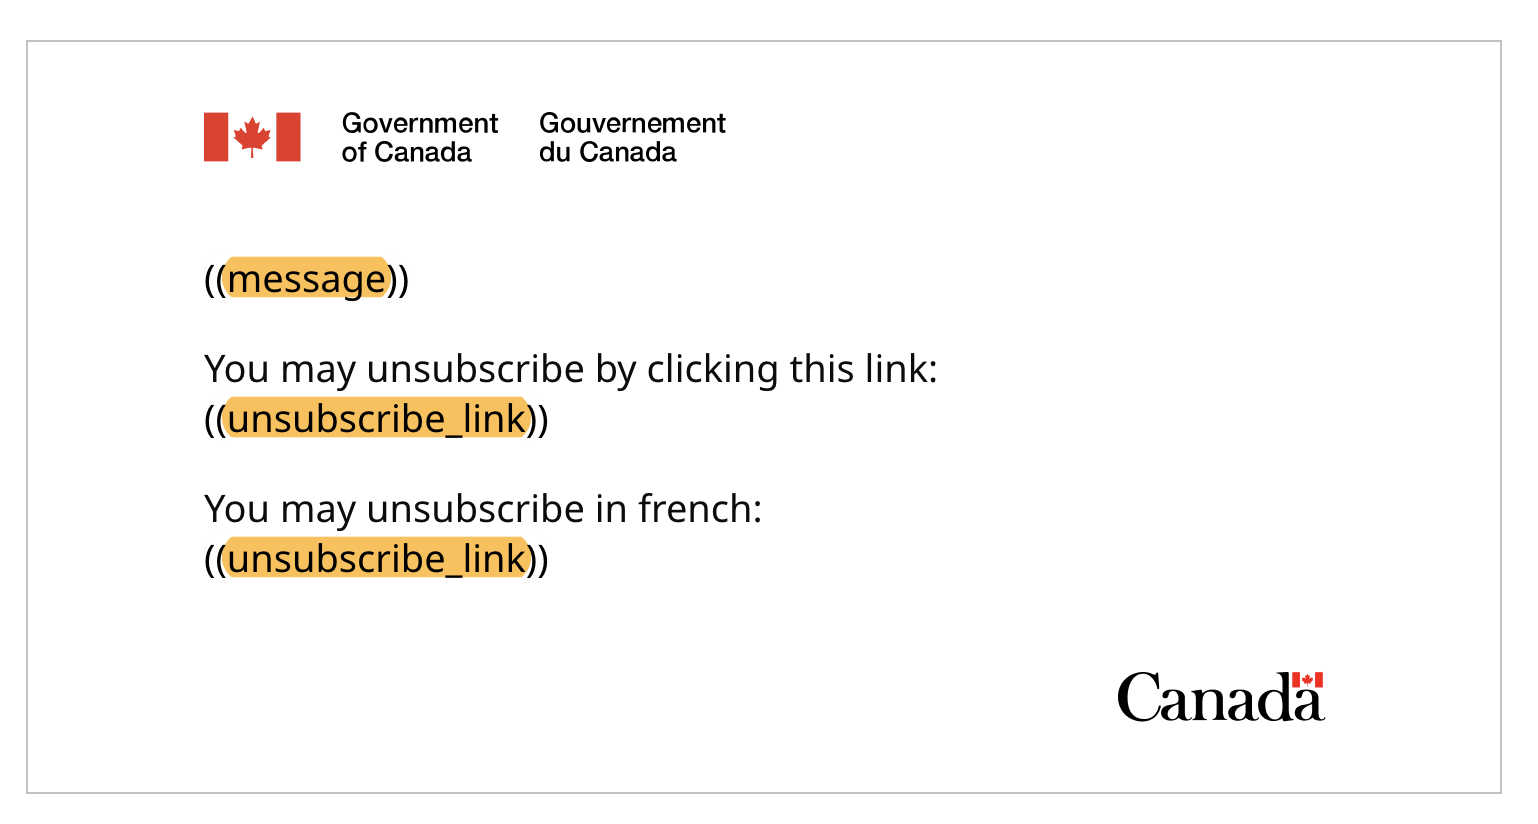 Government Gouvernement
of Canada du Canada
((message))
You may unsubscribe by clicking this link:
((unsubscribe_link))
You may unsubscribe in french:
((unsubscribe_link))
Canada